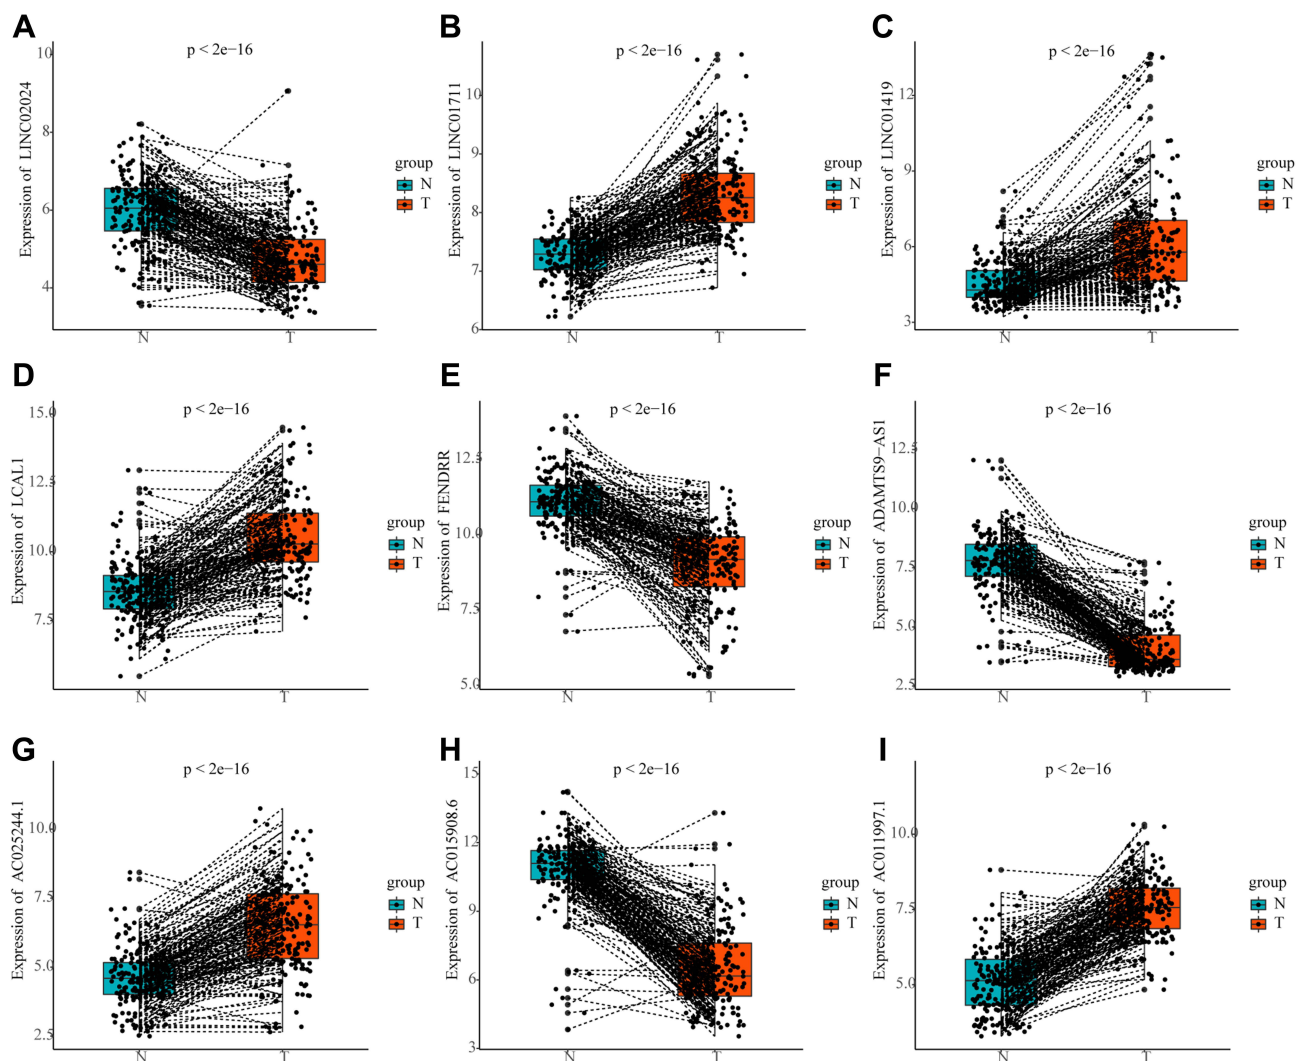 A
p < 2e−16
Expression of LINC02024
10
8
6
4
N
T
group
N
T
B
p < 2e−16
Expression of LINC01711
10
9
8
7
6
N
T
group
N
T
C
p < 2e−16
Expression of LINC01419
12
9
6
3
N
T
group
N
T
D
p < 2e−16
Expression of LCAL1
15.0
12.5
10.0
7.5
N
T
group
N
T
E
p < 2e−16
Expression of FENDRR
12.5
10.0
7.5
5.0
N
T
group
N
T
F
p < 2e−16
Expression of ADAMTS9−AS1
12.5
10.0
7.5
5.0
2.5
N
T
group
N
T
G
p < 2e−16
Expression of AC025244.1
10.0
7.5
5.0
2.5
N
T
group
N
T
H
p < 2e−16
Expression of AC015908.6
15
12
9
6
3
N
T
group
N
T
I
p < 2e−16
Expression of AC011997.1
10.0
7.5
5.0
N
T
group
N
T